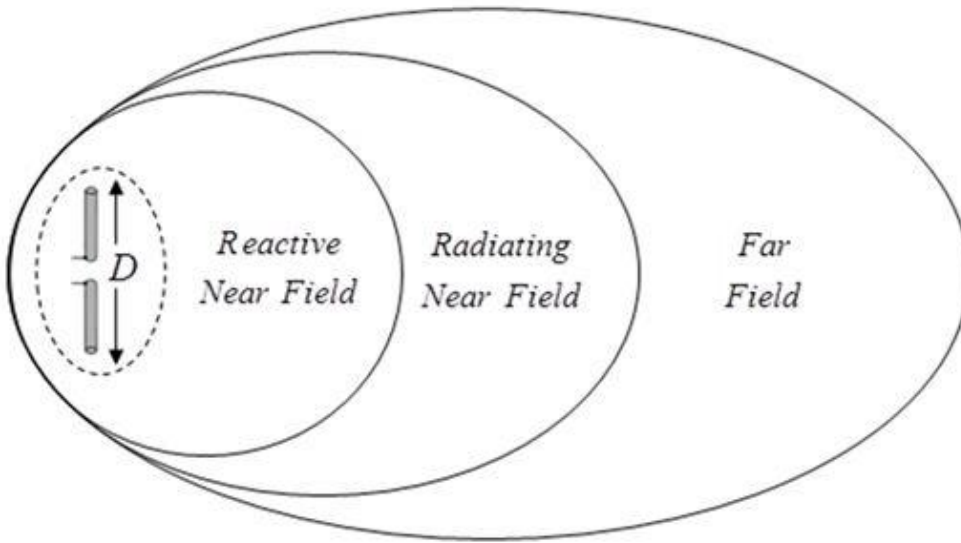 D
Reactive
Near Field
Radiating
Near Field
Far
Field